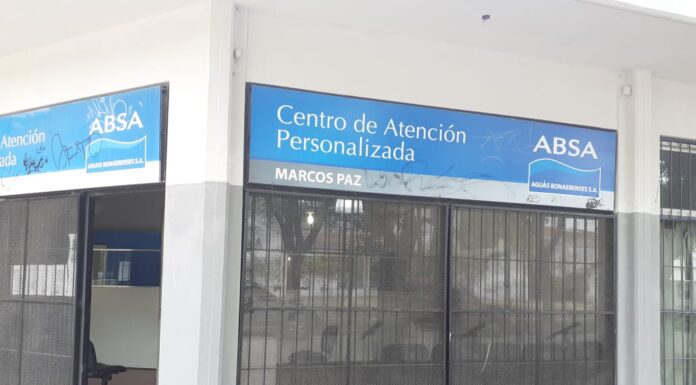 ABSA
AGUAS BONAERENSES S.A.
Atención
Centro de Atención
Personalizada
MARCOS PAZ
ABSA
AGUAS BONAERENSES S.A.